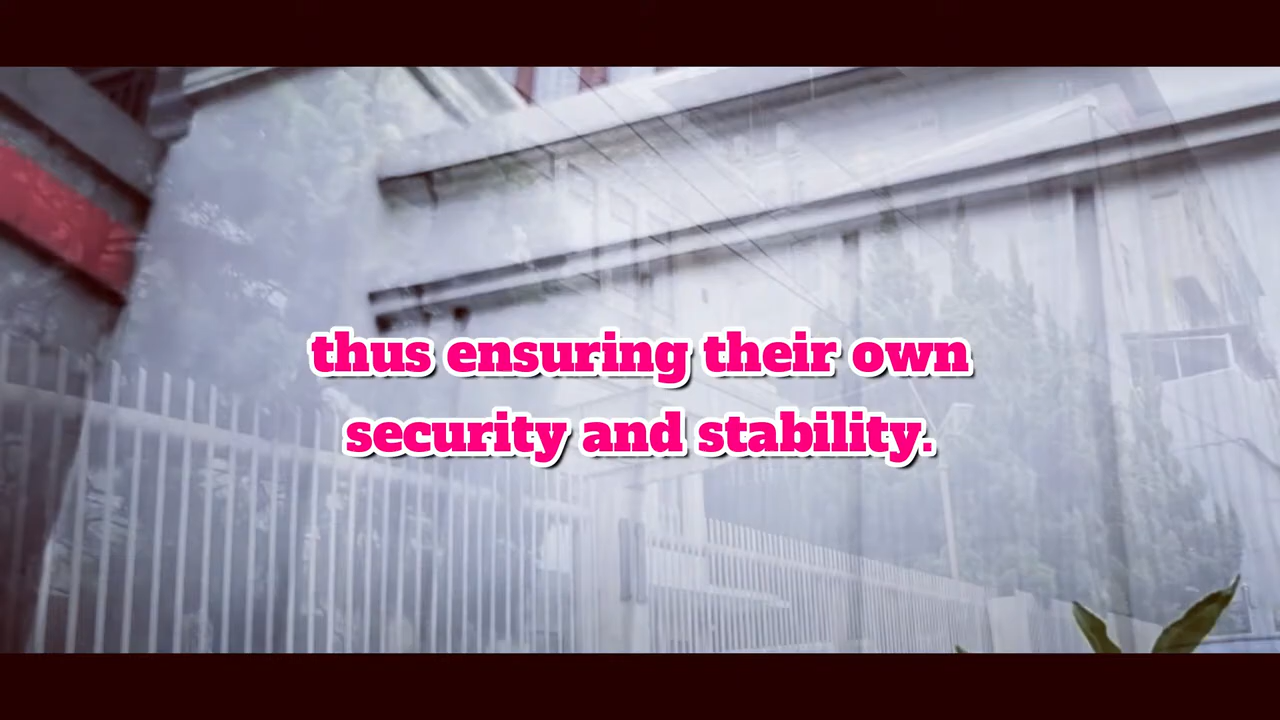 thus ensuring their own
security and stability.